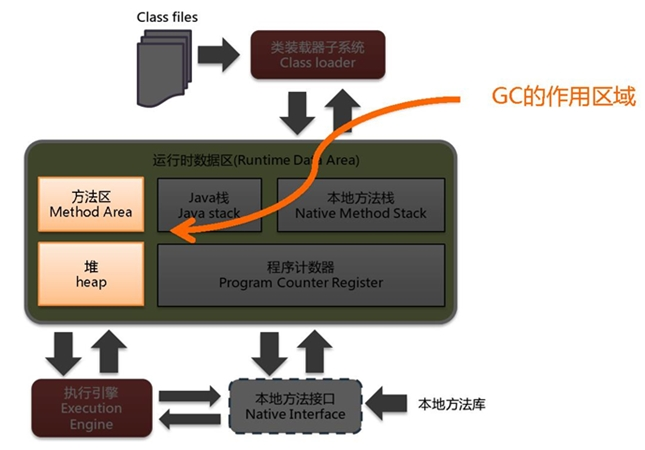 Class files
类装载器子系统
Class loader
GC的作用区域
运行时数据区(Runtime Data Area)
方法区
Method Area
Java栈
Java stack
本地方法栈
Native Method Stack
堆
heap
程序计数器
Program Counter Register
执行引擎
Execution
Engine
本地方法接口
Native Interface
本地方法库